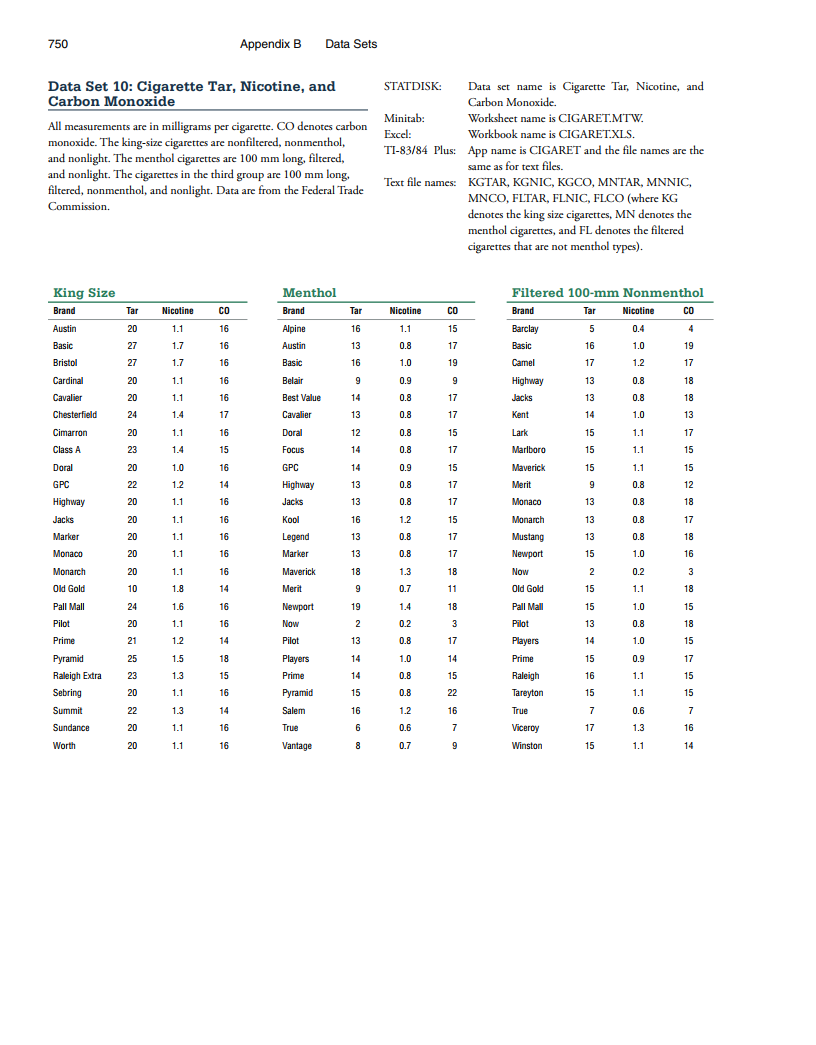 750 Appendix B Data Sets
Data Set 10: Cigarette Tar, Nicotine, and
Carbon Monoxide
All measurements are in milligrams per cigarette. CO denotes carbon
monoxide. The king-size cigarettes are nonfiltered, nonmenthol,
and nonlight. The menthol cigarettes are 100 mm long, filtered,
and nonlight. The cigarettes in the third group are 100 mm long,
filtered, nonmenthol, and nonlight. Data are from the Federal Trade
Commission.
STATDISK: Data set name is Cigarette Tar, Nicotine, and
Carbon Monoxide.
Minitab: Worksheet name is CIGARET.MTW.
Excel: Workbook name is CIGARET.XLS.
TI-83/84 Plus: App name is CIGARET and the file names are the
same as for text files.
Text file names: KGTAR, KGNIC, KGCO, MNTAR, MNNIC,
MNCO, FLTAR, FLNIC, FLCO (where KG
denotes the king size cigarettes, MN denotes the
menthol cigarettes, and FL denotes the filtered
cigarettes that are not menthol types).
King Size
Brand Tar Nicotine CO
Austin 20 1.1 16
Basic 27 1.7 16
Bristol 27 1.7 16
Cardinal 20 1.1 16
Cavalier 20 1.1 16
Chesterfield 24 1.4 17
Cimarron 20 1.1 16
Class A 23 1.4 15
Doral 20 1.0 16
GPC 22 1.2 14
Highway 20 1.1 16
Jacks 20 1.1 16
Marker 20 1.1 16
Monaco 20 1.1 16
Monarch 20 1.1 16
Old Gold 10 1.8 14
Pall Mall 24 1.6 16
Pilot 20 1.1 16
Prime 21 1.2 14
Pyramid 25 1.5 18
Raleigh Extra 23 1.3 15
Sebring 20 1.1 16
Summit 22 1.3 14
Sundance 20 1.1 16
Worth 20 1.1 16
Menthol
Brand Tar Nicotine CO
Alpine 16 1.1 15
Austin 13 0.8 17
Basic 16 1.0 19
Belair 9 0.9 9
Best Value 14 0.8 17
Cavalier 13 0.8 17
Doral 12 0.8 15
Focus 14 0.8 17
GPC 14 0.9 15
Highway 13 0.8 17
Jacks 13 0.8 17
Kool 16 1.2 15
Legend 13 0.8 17
Marker 13 0.8 17
Maverick 18 1.3 18
Merit 9 0.7 11
Newport 19 1.4 18
Now 2 0.2 3
Pilot 13 0.8 17
Players 14 1.0 14
Prime 14 0.8 15
Pyramid 15 0.8 22
Salem 16 1.2 16
True 6 0.6 7
Vantage 8 0.7 9
Filtered 100-mm Nonmenthol
Brand Tar Nicotine CO
Barclay 5 0.4 4
Basic 16 1.0 19
Camel 17 1.2 17
Highway 13 0.8 18
Jacks 13 0.8 18
Kent 14 1.0 13
Lark 15 1.1 17
Marlboro 15 1.1 15
Maverick 15 1.1 15
Merit 9 0.8 12
Monaco 13 0.8 18
Monarch 13 0.8 17
Mustang 13 0.8 18
Newport 15 1.0 16
Now 2 0.2 3
Old Gold 15 1.1 18
Pall Mall 15 1.0 15
Pilot 13 0.8 18
Players 14 1.0 15
Prime 15 0.9 17
Raleigh 16 1.1 15
Tareyton 15 1.1 15
True 7 0.6 7
Viceroy 17 1.3 16
Winston 15 1.1 14